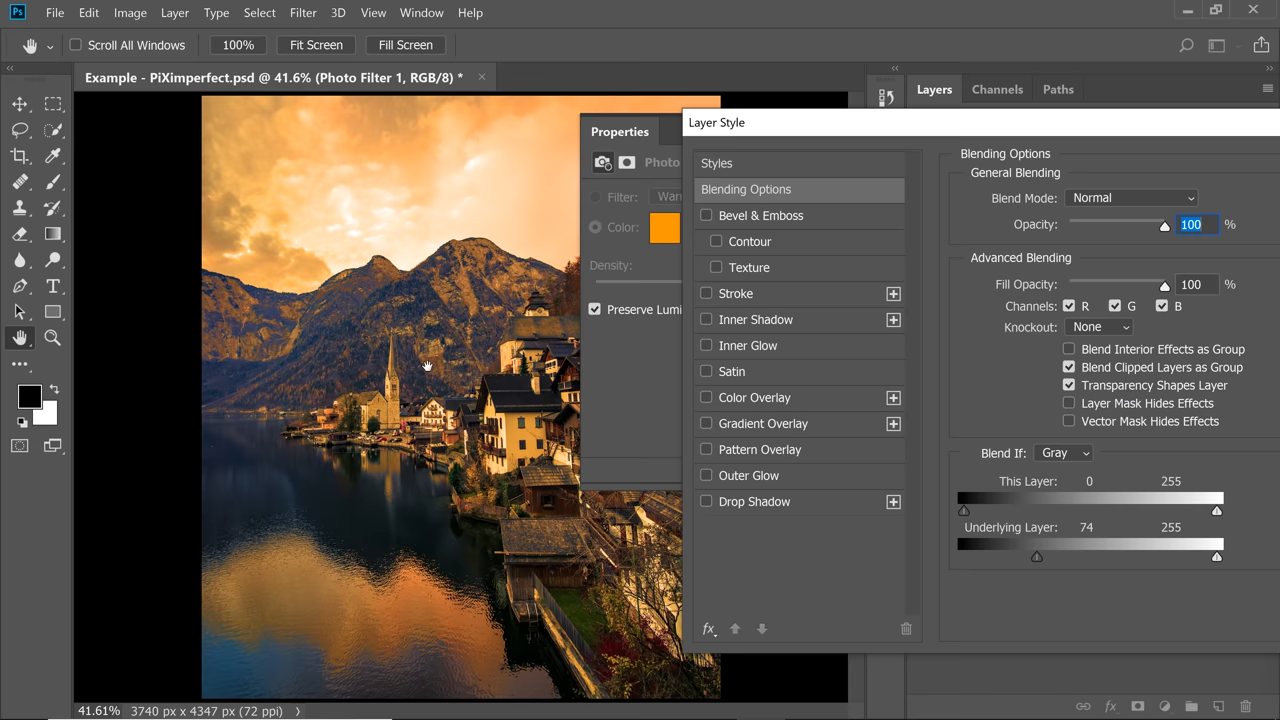 Ps File Edit Image Layer Type Select Filter 3D View Window Help
Scroll All Windows 100% Fit Screen Fill Screen
Example - PiXimperfect.psd @ 41.6% (Photo Filter 1, RGB/8) *
Layers Channels Paths
Properties
Photo
Filter:
Color:
Density:
Preserve Lumi
Layer Style
Styles
Blending Options
Bevel & Emboss
Contour
Texture
Stroke
Inner Shadow
Inner Glow
Satin
Color Overlay
Gradient Overlay
Pattern Overlay
Outer Glow
Drop Shadow
fx
Blending Options
General Blending
Blend Mode: Normal
Opacity: 100 %
Advanced Blending
Fill Opacity: 100 %
Channels: R G B
Knockout: None
Blend Interior Effects as Group
Blend Clipped Layers as Group
Transparency Shapes Layer
Layer Mask Hides Effects
Vector Mask Hides Effects
Blend If: Gray
This Layer: 0 255
Underlying Layer: 74 255
41.61% 3740 px x 4347 px (72 ppi)
fx